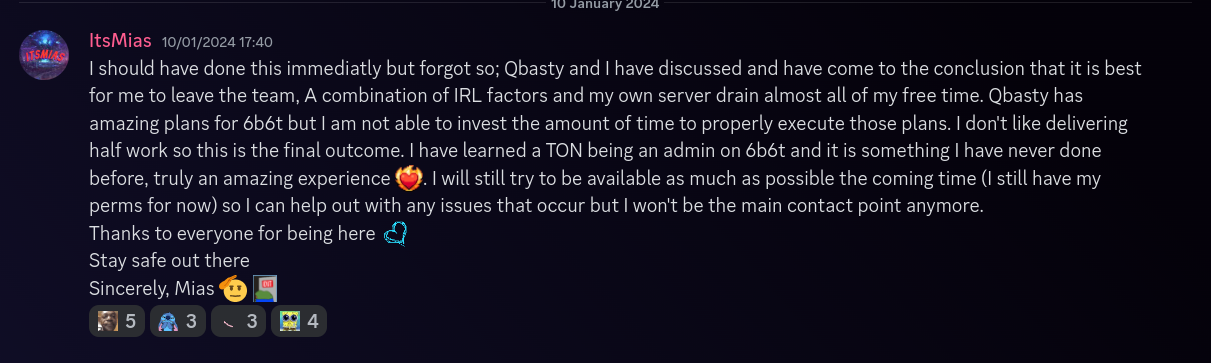 10 January 2024
ItsMias 10/01/2024 17:40
I should have done this immediatly but forgot so; Qbasty and I have discussed and have come to the conclusion that it is best
for me to leave the team, A combination of IRL factors and my own server drain almost all of my free time. Qbasty has
amazing plans for 6b6t but I am not able to invest the amount of time to properly execute those plans. I don't like delivering
half work so this is the final outcome. I have learned a TON being an admin on 6b6t and it is something I have never done
before, truly an amazing experience ❤️‍🔥. I will still try to be available as much as possible the coming time (I still have my
perms for now) so I can help out with any issues that occur but I won't be the main contact point anymore.
Thanks to everyone for being here
Stay safe out there
Sincerely, Mias
5 3 3 4
ITSMIAS